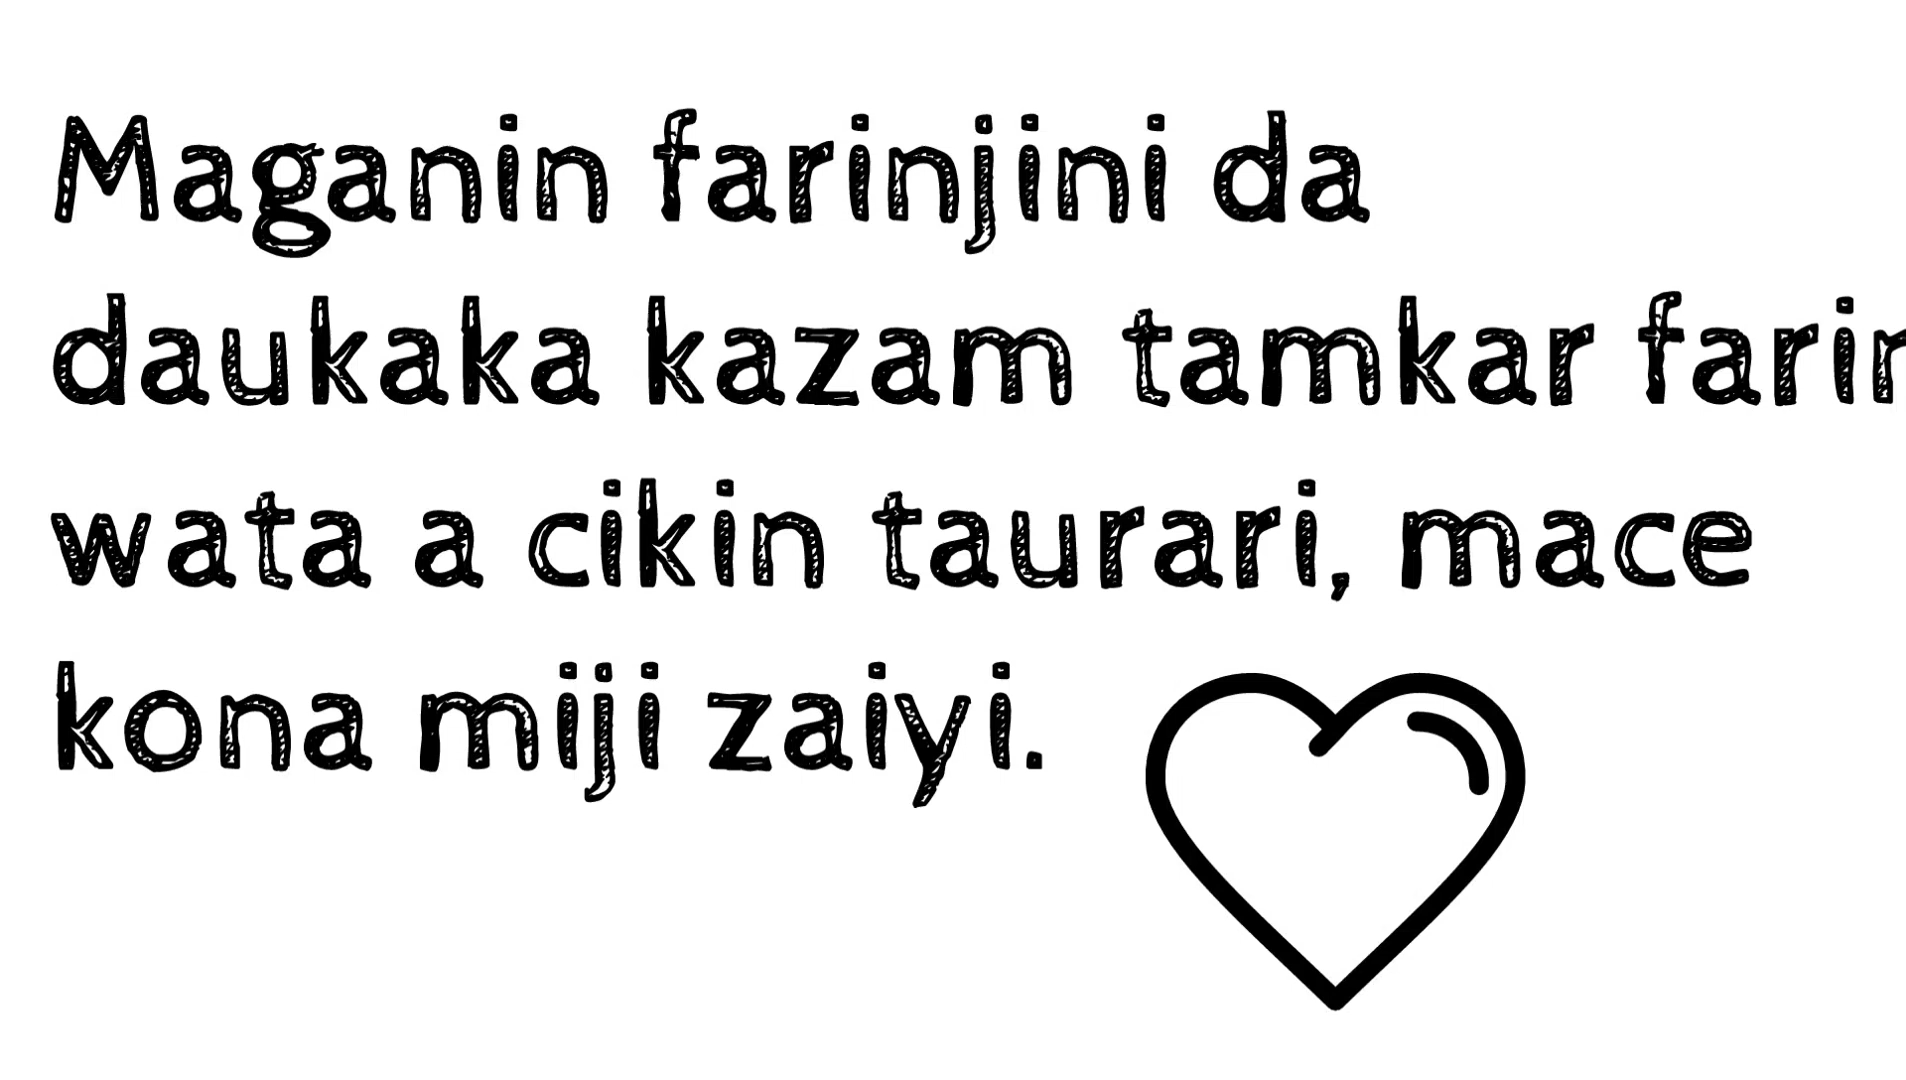 Maganin farinjini da
daukaka kazam tamkar
wata a cikin taurari, mace
kona miji zaiyi.